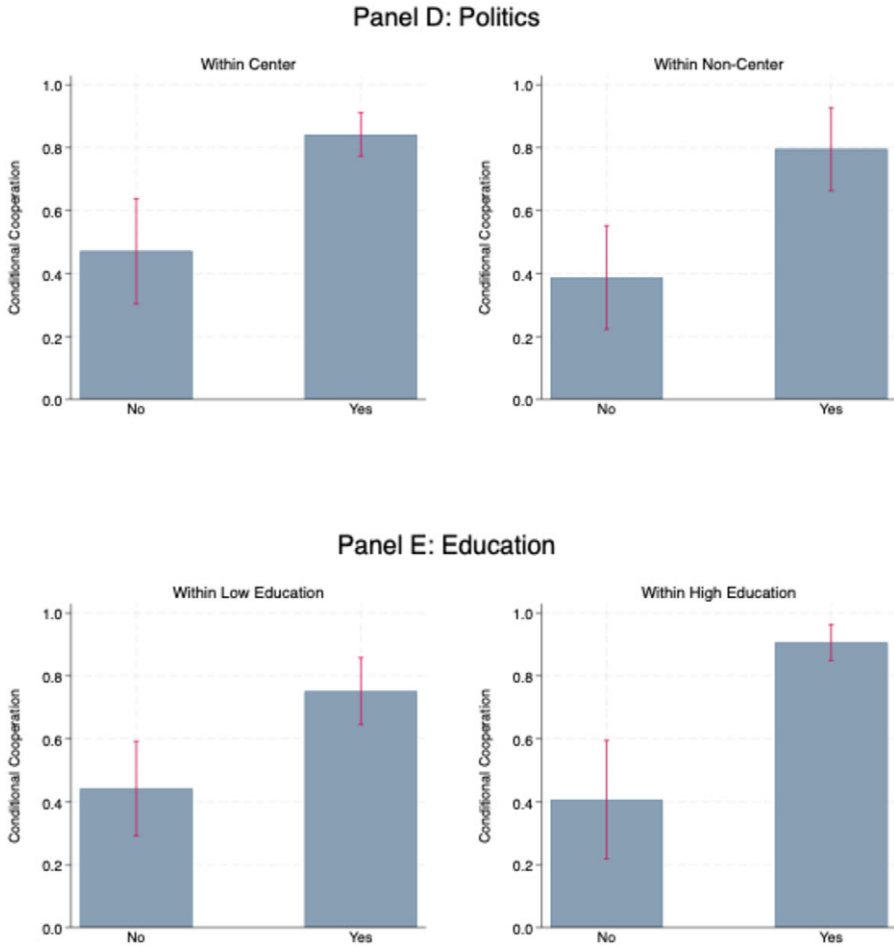 Panel D: Politics
Within Center
Within Non-Center
Conditional Cooperation
1.0
0.8
0.6
0.4
0.2
0.0
No
Yes
Conditional Cooperation
1.0
0.8
0.6
0.4
0.2
0.0
No
Yes
Panel E: Education
Within Low Education
Within High Education
Conditional Cooperation
1.0
0.8
0.6
0.4
0.2
0.0
No
Yes
Conditional Cooperation
1.0
0.8
0.6
0.4
0.2
0.0
No
Yes